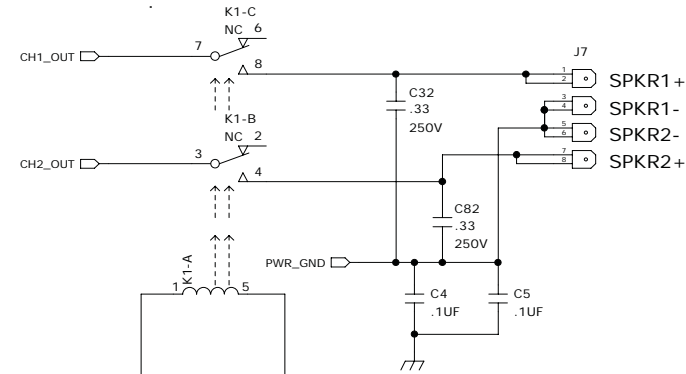 K1-C
NC 6
7
CH1_OUT
8
J7
1
2
SPKR1+
C32
.33
250V
3
4
SPKR1-
K1-B
NC 2
5
6
SPKR2-
3
CH2_OUT
4
7
8
SPKR2+
C82
.33
250V
PWR_GND
K1-A
1
5
C4
.1UF
C5
.1UF